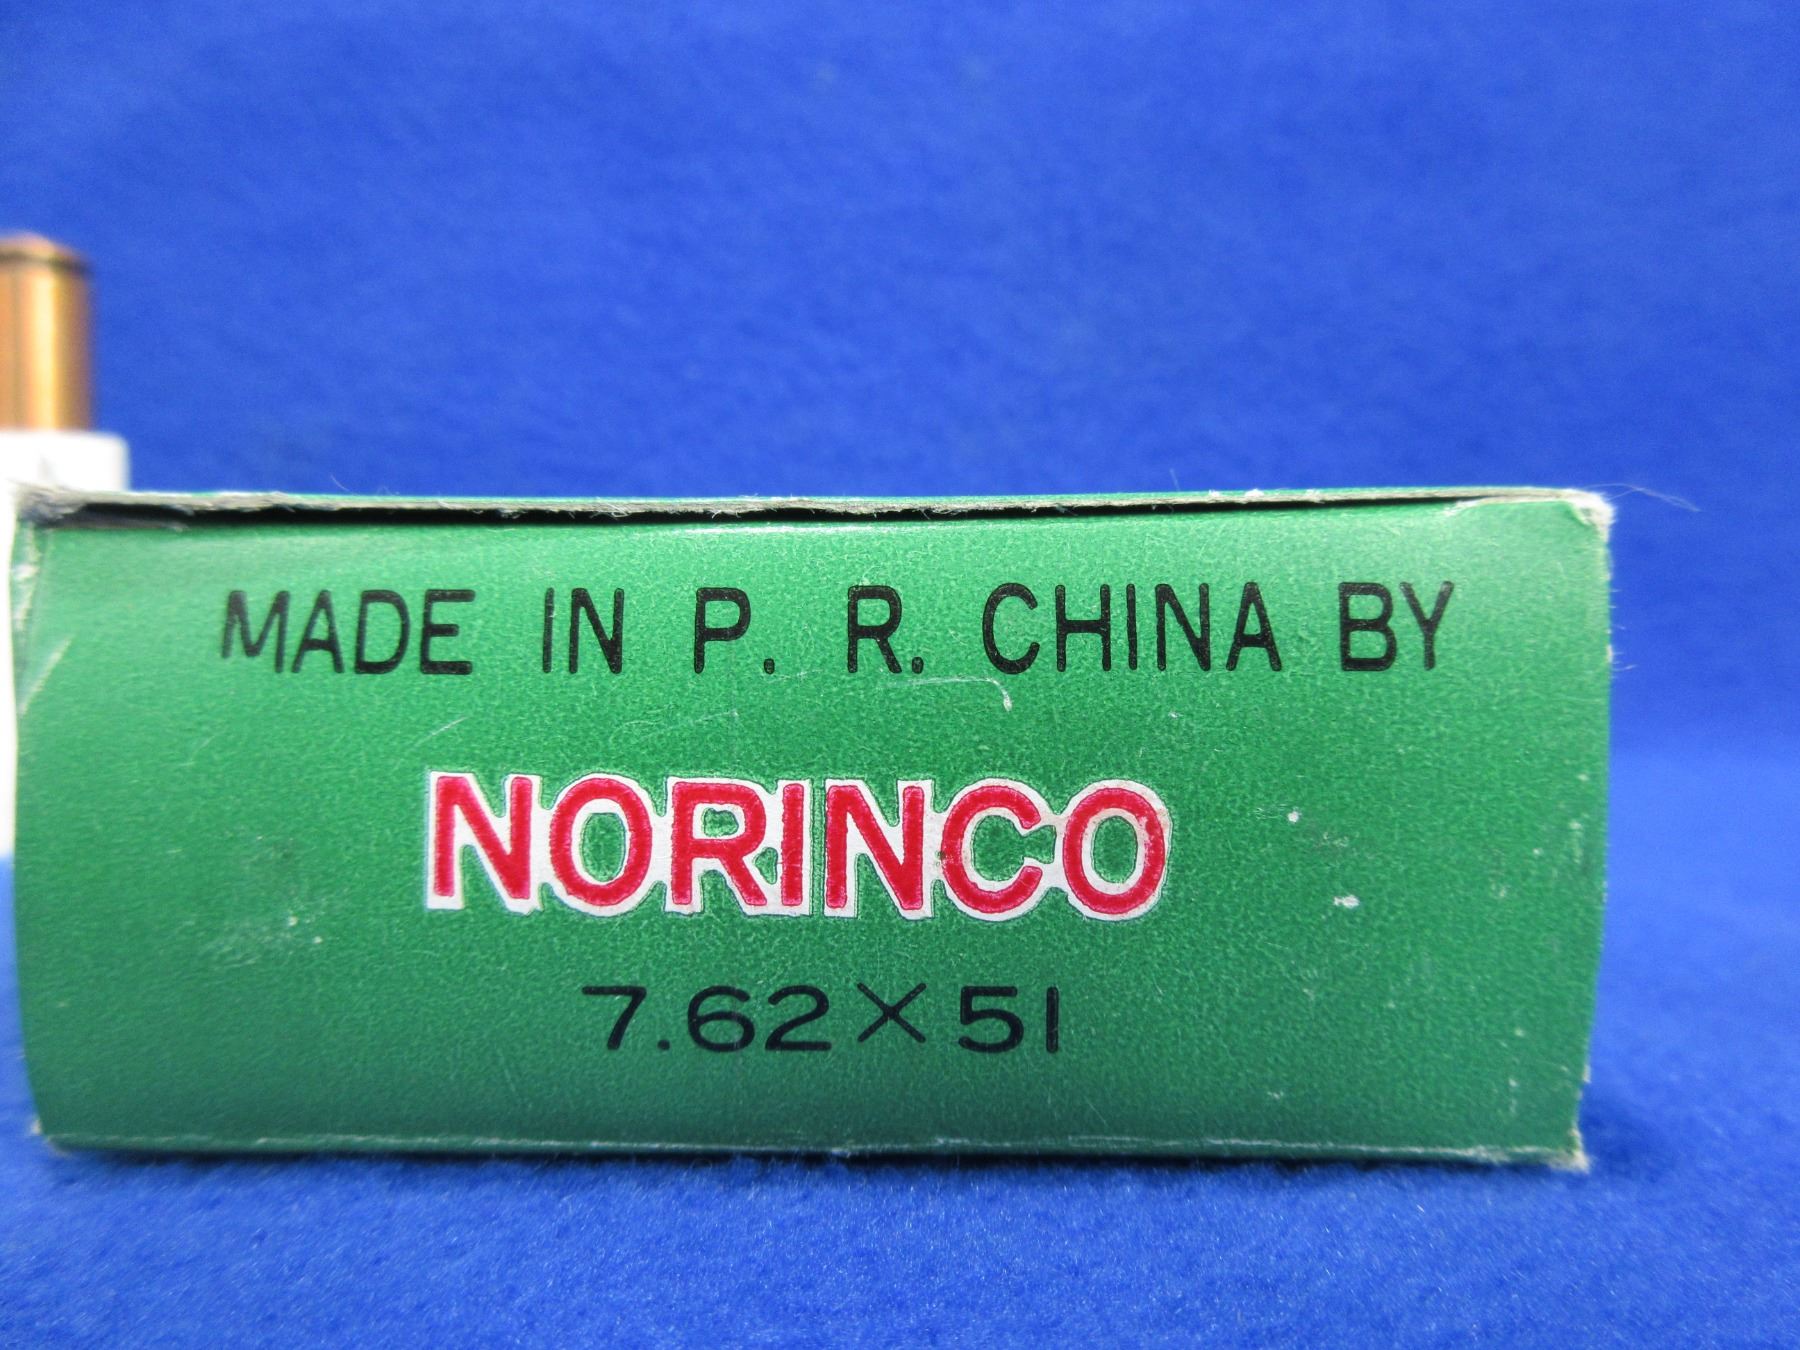 MADE IN P. R. CHINA BY
NORINCO
7.62×51